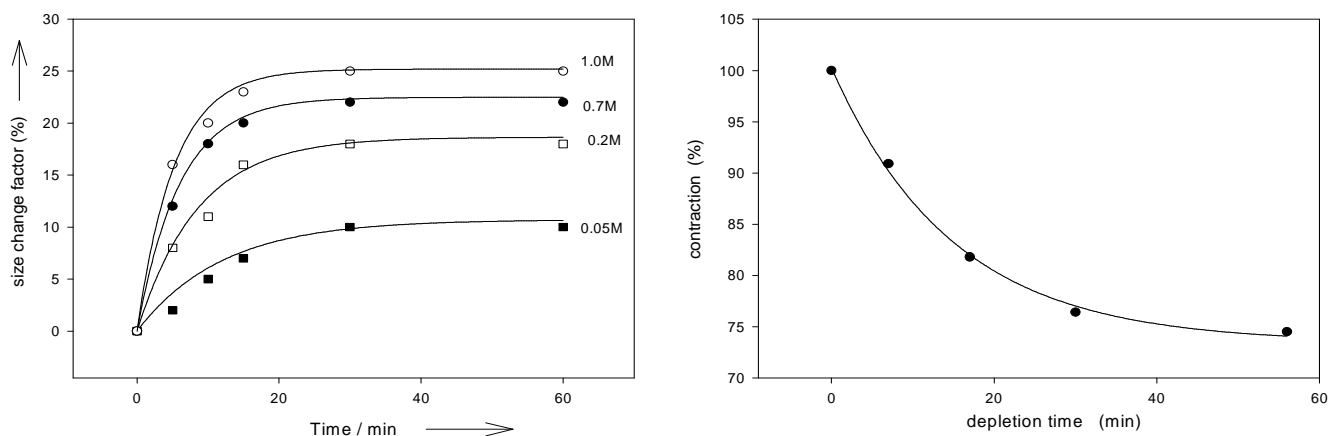 size change factor (%)
30
25
20
15
10
5
0
1.0M
0.7M
0.2M
0.05M
0 20 40 60
Time / min
contraction (%)
105
100
95
90
85
80
75
70
0 20 40 60
depletion time (min)